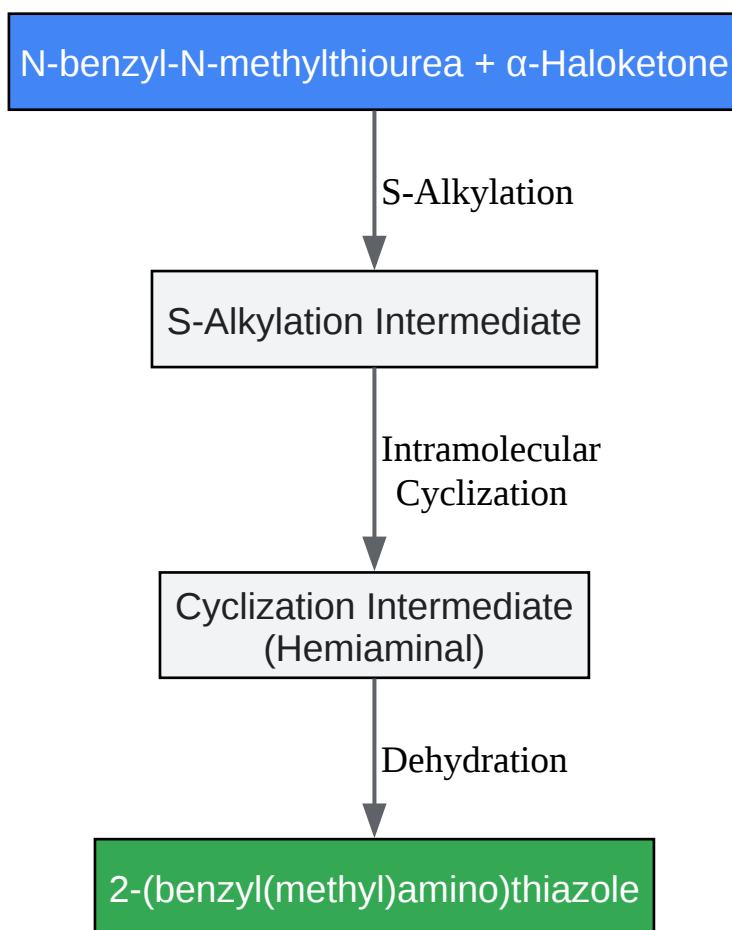 N-benzyl-N-methylthiourea + α-Haloketone
S-Alkylation
S-Alkylation Intermediate
Intramolecular
Cyclization
Cyclization Intermediate
(Hemiaminal)
Dehydration
2-(benzyl(methyl)amino)thiazole